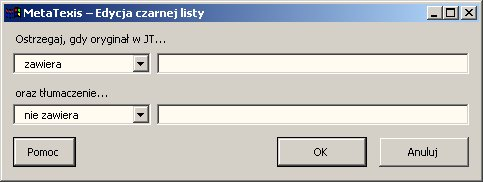 MetaTexis – Edycja czarnej listy
Ostrzegaj, gdy oryginał w JT...
zawiera
oraz tłumaczenie...
nie zawiera
Pomoc OK Anuluj